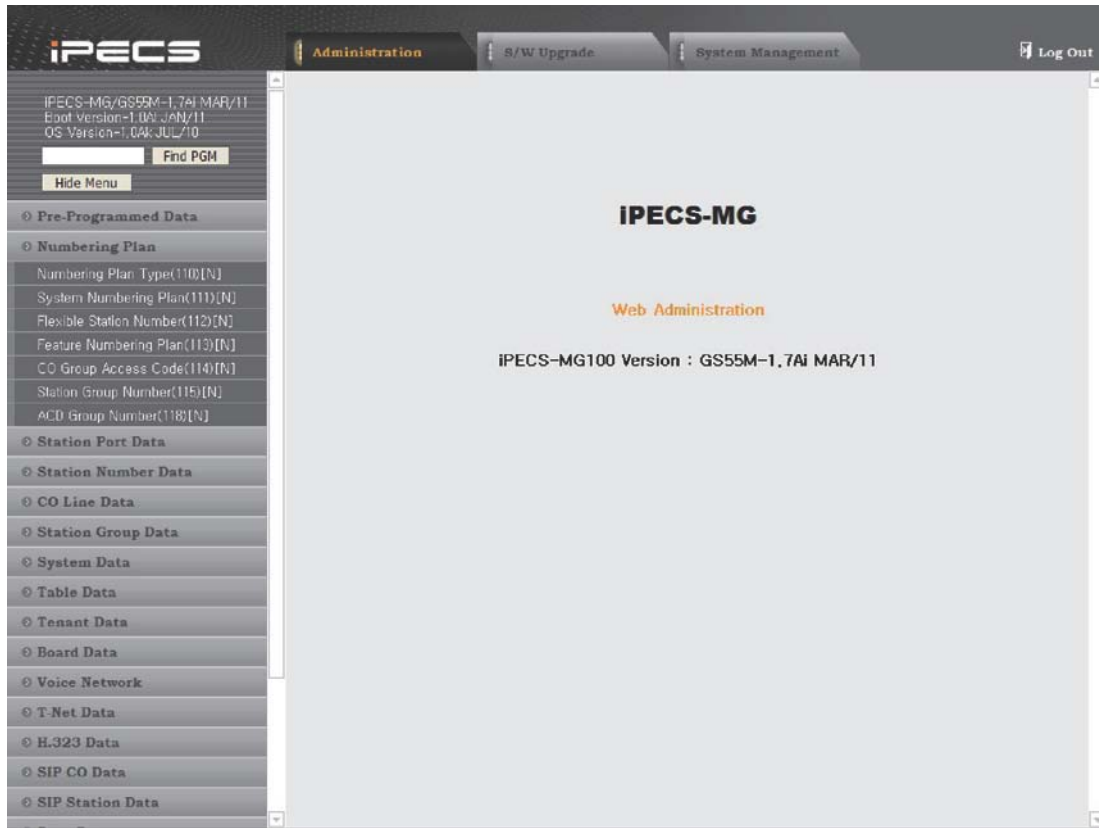 iPECS
Administration
S/W Upgrade
System Management
Log Out
IPECS-MG/GS55M-1,7Ai MAR/11
Boot Version-1.0Ai JAN/11
OS Version-1,0Ak JUL/10
Find PGM
Hide Menu
Pre-Programmed Data
Numbering Plan
Numbering Plan Type(110)[N]
System Numbering Plan(111)[N]
Flexible Station Number(112)[N]
Feature Numbering Plan(113)[N]
CO Group Access Code(114)[N]
Station Group Number(115)[N]
ACD Group Number(118)[N]
Station Port Data
Station Number Data
CO Line Data
Station Group Data
System Data
Table Data
Tenant Data
Board Data
Voice Network
T-Net Data
H.323 Data
SIP CO Data
SIP Station Data
iPECS-MG
Web Administration
iPECS-MG100 Version : GS55M-1,7Ai MAR/11